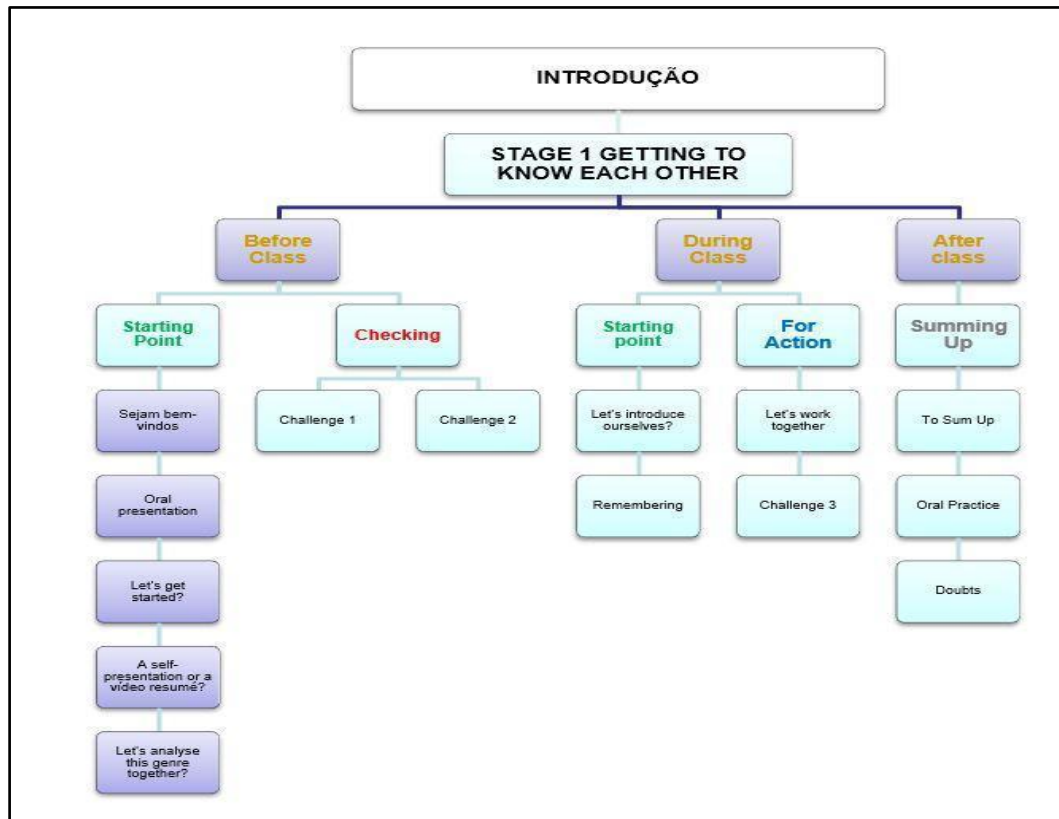 INTRODUÇÃO
STAGE 1 GETTING TO
KNOW EACH OTHER
Before
Class
During
Class
After
class
Starting
Point
Checking
Starting
point
For
Action
Summing
Up
Sejam bem-
vindos
Challenge 1
Challenge 2
Let's introduce
ourselves?
Let's work
together
To Sum Up
Oral
presentation
Remembering
Challenge 3
Oral Practice
Let's get
started?
Doubts
A self-
presentation or a
vídeo resumé?
Let's analyse
this genre
together?